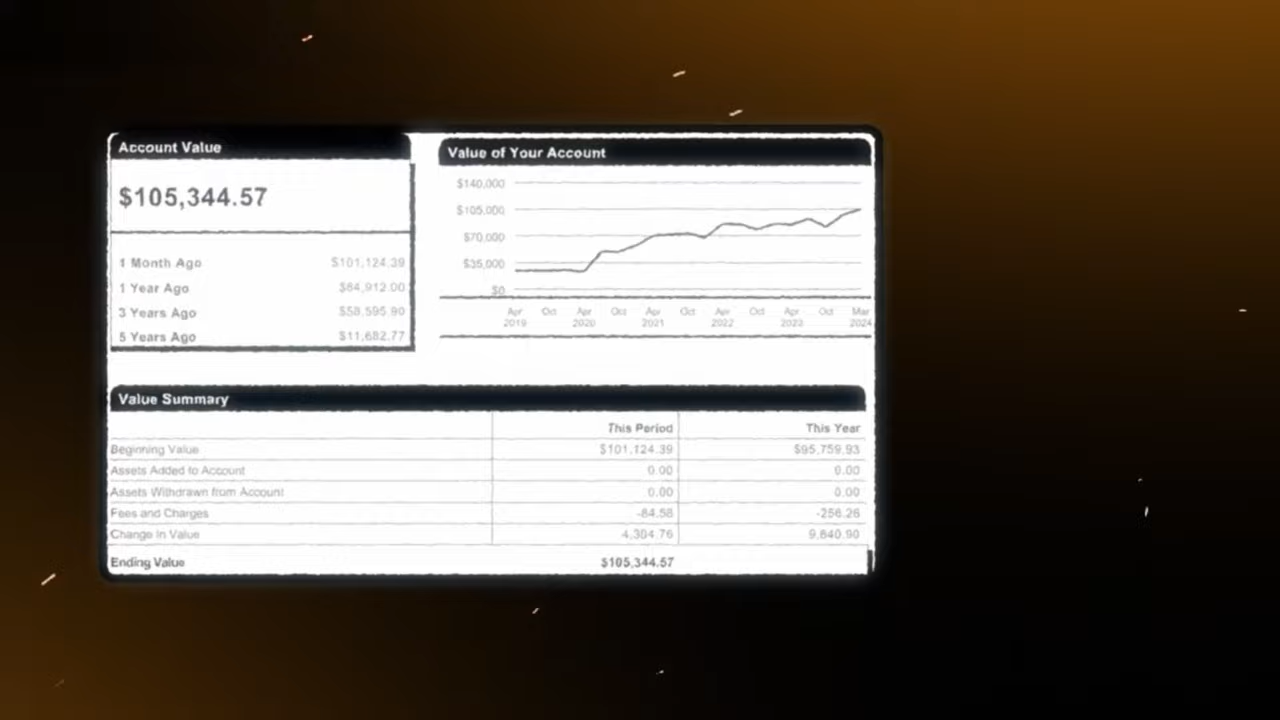 Account Value
$105,344.57
1 Month Ago $101,124.39
1 Year Ago $84,912.00
3 Years Ago $58,595.90
5 Years Ago $11,682.77
Value of Your Account
$140,000
$105,000
$70,000
$35,000
$0
Apr Oct Apr Oct Apr Oct Apr Oct Apr Oct Mar
2019 2020 2021 2022 2023 2024
Value Summary
This Period This Year
Beginning Value $101,124.39 $95,759.93
Assets Added to Account 0.00 0.00
Assets Withdrawn from Account 0.00 0.00
Fees and Charges -84.58 -256.26
Change In Value 4,304.76 9,840.90
Ending Value $105,344.57